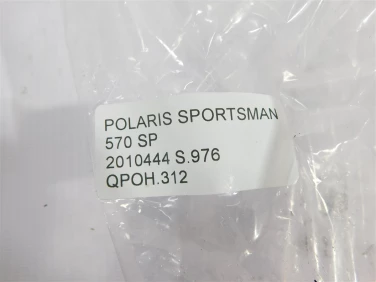 POLARIS SPORTSMAN
570 SP
2010444 S.976
QPOH.312